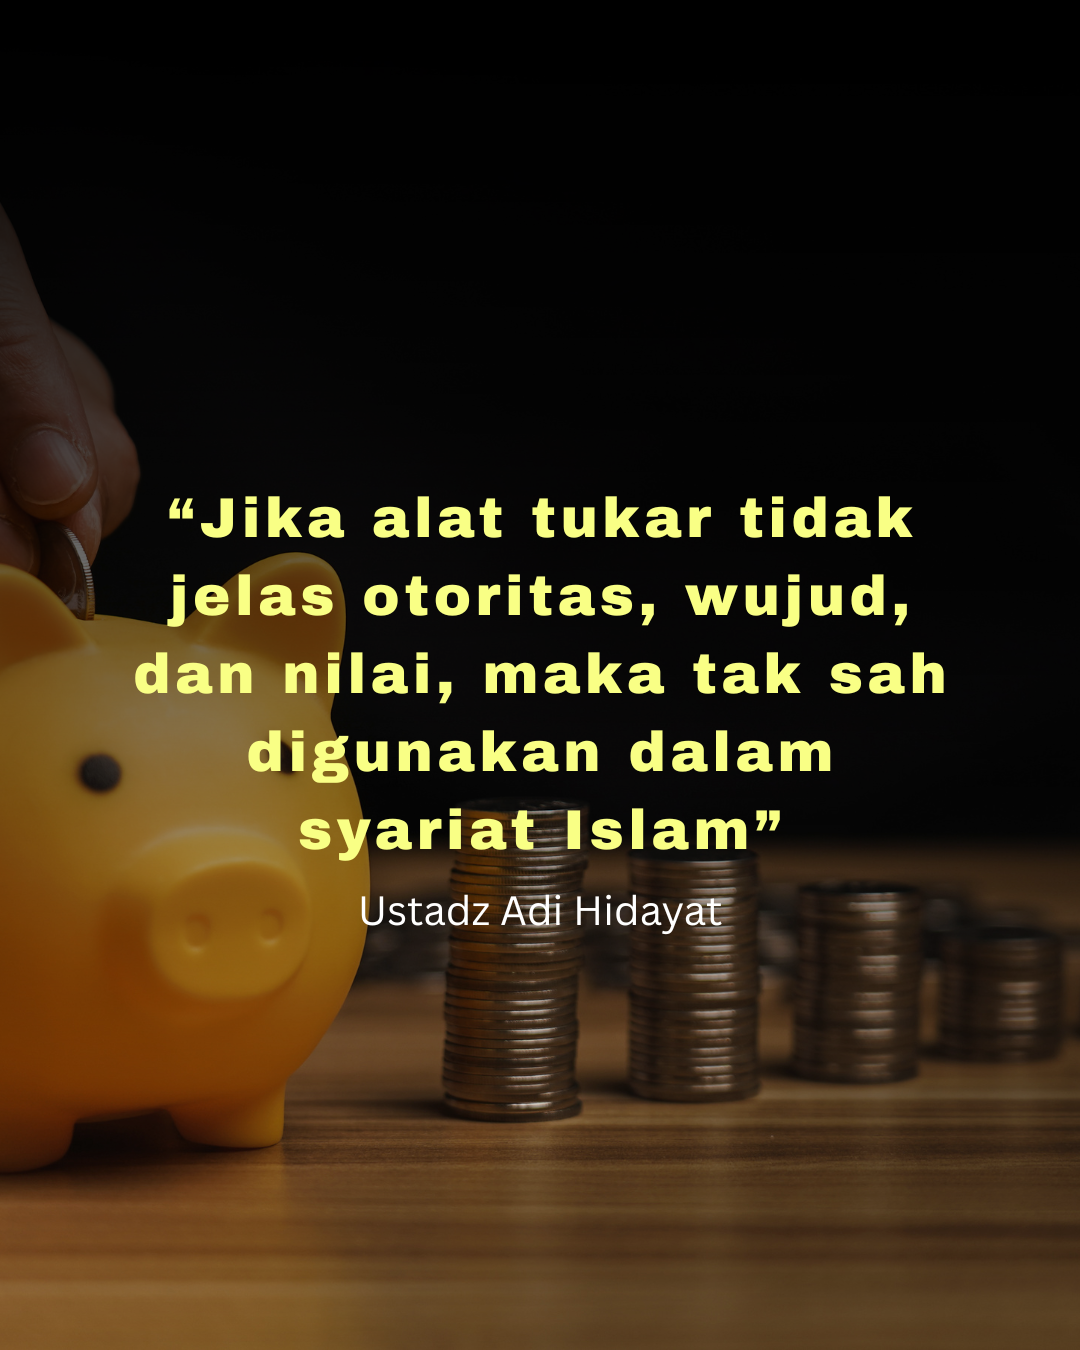 “Jika alat tukar tidak
jelas otoritas, wujud,
dan nilai, maka tak sah
digunakan dalam
syariat Islam”
Ustadz Adi Hidayat